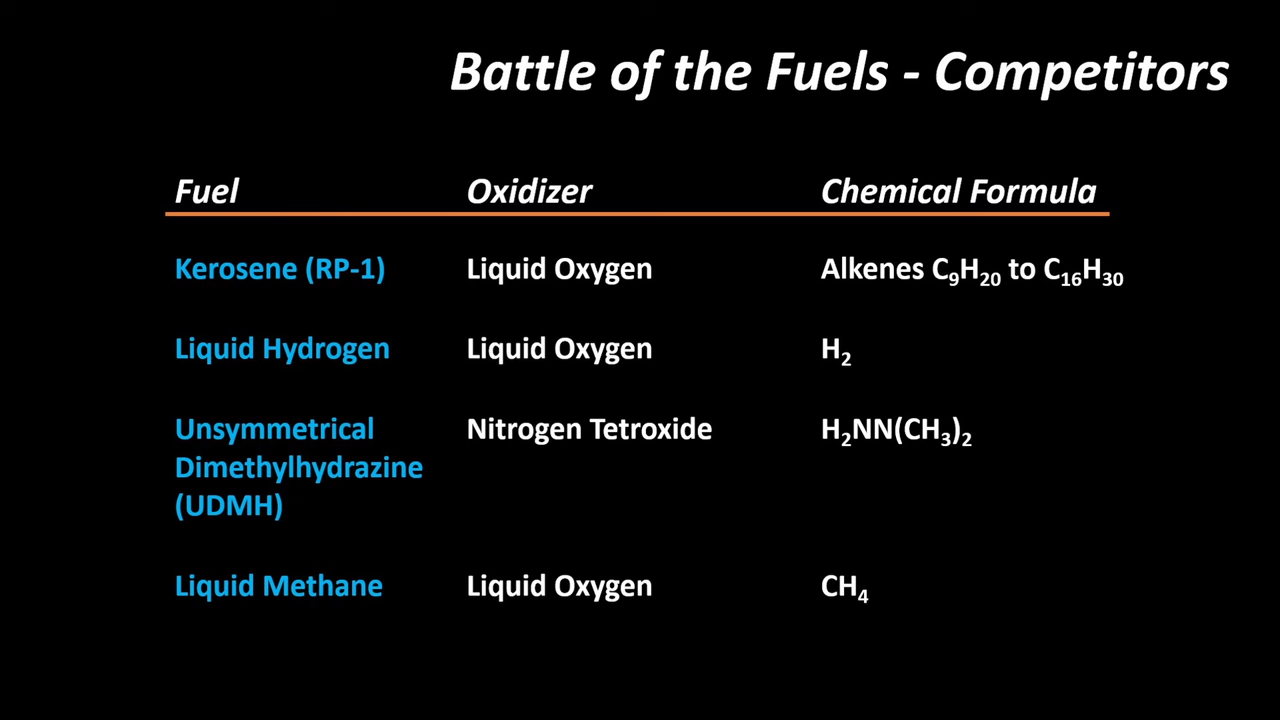 Battle of the Fuels - Competitors
Fuel Oxidizer Chemical Formula
Kerosene (RP-1) Liquid Oxygen Alkenes C₉H₂₀ to C₁₆H₃₀
Liquid Hydrogen Liquid Oxygen H₂
Unsymmetrical Nitrogen Tetroxide H₂NN(CH₃)₂
Dimethylhydrazine
(UDMH)
Liquid Methane Liquid Oxygen CH₄